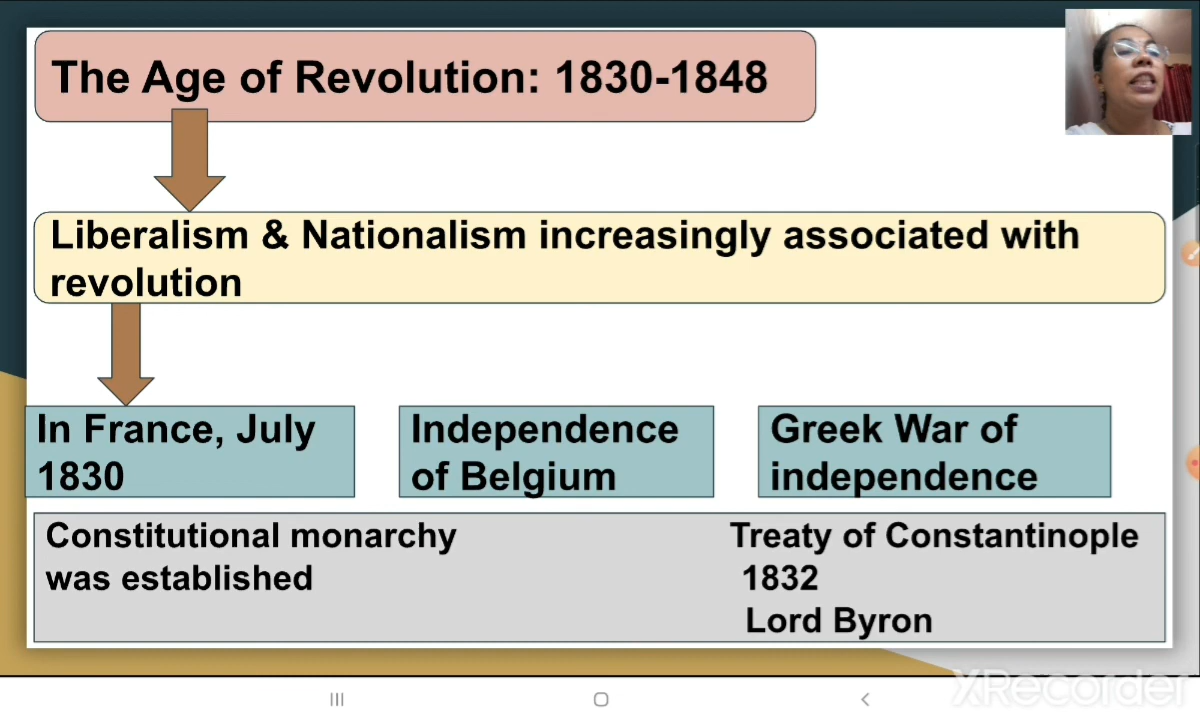 The Age of Revolution: 1830-1848
Liberalism & Nationalism increasingly associated with
revolution
In France, July
1830
Independence
of Belgium
Greek War of
independence
Constitutional monarchy
was established
Treaty of Constantinople
1832
Lord Byron
XRecorder